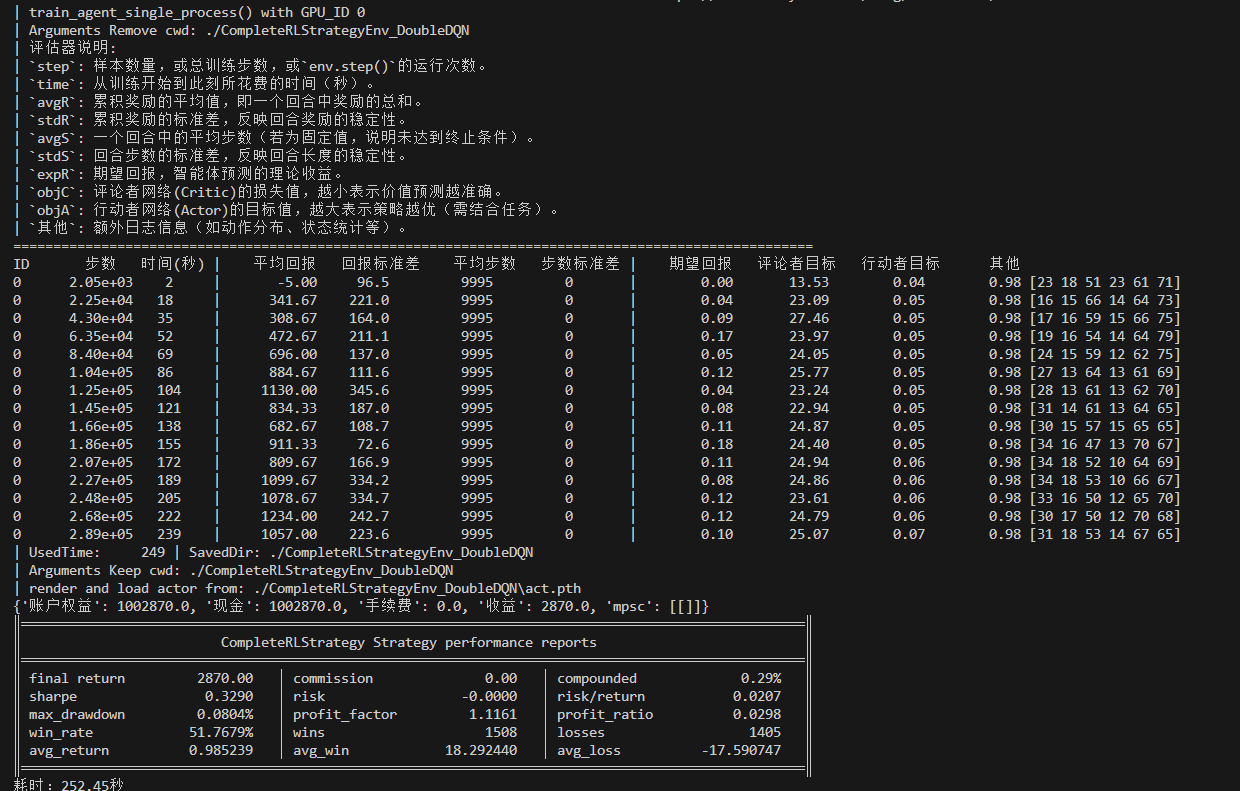 | train_agent_single_process() with GPU_ID 0
| Arguments Remove cwd: ./CompleteRLStrategyEnv_DoubleDQN
| 评估器说明:
| `step`: 样本数量，或总训练步数，或`env.step()`的运行次数。
| `time`: 从训练开始到此刻所花费的时间（秒）。
| `avgR`: 累积奖励的平均值，即一个回合中奖励的总和。
| `stdR`: 累积奖励的标准差，反映回合奖励的稳定性。
| `avgS`: 一个回合中的平均步数（若为固定值，说明未达到终止条件）。
| `stdS`: 回合步数的标准差，反映回合长度的稳定性。
| `expR`: 期望回报，智能体预测的理论收益。
| `objC`: 评论者网络(Critic)的损失值，越小表示价值预测越准确。
| `objA`: 行动者网络(Actor)的目标值，越大表示策略越优（需结合任务）。
| `其他`: 额外日志信息（如动作分布、状态统计等）。
====================================================================================================
ID 步数 时间(秒) | 平均回报 回报标准差 平均步数 步数标准差 | 期望回报 评论者目标 行动者目标 其他
0 2.05e+03 2 | -5.00 96.5 9995 0 | 0.00 13.53 0.04 0.98 [23 18 51 23 61 71]
0 2.25e+04 18 | 341.67 221.0 9995 0 | 0.04 23.09 0.05 0.98 [16 15 66 14 64 73]
0 4.30e+04 35 | 308.67 164.0 9995 0 | 0.09 27.46 0.05 0.98 [17 16 59 15 66 75]
0 6.35e+04 52 | 472.67 211.1 9995 0 | 0.17 23.97 0.05 0.98 [19 16 54 14 64 79]
0 8.40e+04 69 | 696.00 137.0 9995 0 | 0.05 24.05 0.05 0.98 [24 15 59 12 62 75]
0 1.04e+05 86 | 884.67 111.6 9995 0 | 0.12 25.77 0.05 0.98 [27 13 64 13 61 69]
0 1.25e+05 104 | 1130.00 345.6 9995 0 | 0.04 23.24 0.05 0.98 [28 13 61 13 62 70]
0 1.45e+05 121 | 834.33 187.0 9995 0 | 0.08 22.94 0.05 0.98 [31 14 61 13 64 65]
0 1.66e+05 138 | 682.67 108.7 9995 0 | 0.11 24.87 0.05 0.98 [30 15 57 15 65 65]
0 1.86e+05 155 | 911.33 72.6 9995 0 | 0.18 24.40 0.05 0.98 [34 16 47 13 70 67]
0 2.07e+05 172 | 809.67 166.9 9995 0 | 0.11 24.94 0.06 0.98 [34 18 52 10 64 69]
0 2.27e+05 189 | 1099.67 334.2 9995 0 | 0.08 24.86 0.06 0.98 [34 18 53 10 66 67]
0 2.48e+05 205 | 1078.67 334.7 9995 0 | 0.12 23.61 0.06 0.98 [33 16 50 12 65 70]
0 2.68e+05 222 | 1234.00 242.7 9995 0 | 0.12 24.79 0.06 0.98 [30 17 50 12 70 68]
0 2.89e+05 239 | 1057.00 223.6 9995 0 | 0.10 25.07 0.07 0.98 [31 18 53 14 67 65]
| UsedTime: 249 | SavedDir: ./CompleteRLStrategyEnv_DoubleDQN
| Arguments Keep cwd: ./CompleteRLStrategyEnv_DoubleDQN
| render and load actor from: ./CompleteRLStrategyEnv_DoubleDQN\act.pth
{'账户权益': 1002870.0, '现金': 1002870.0, '手续费': 0.0, '收益': 2870.0, 'mpsc': [[]]}
CompleteRLStrategy Strategy performance reports
final return 2870.00 | commission 0.00 | compounded 0.29%
sharpe 0.3290 | risk -0.0000 | risk/return 0.0207
max_drawdown 0.0804% | profit_factor 1.1161 | profit_ratio 0.0298
win_rate 51.7679% | wins 1508 | losses 1405
avg_return 0.985239 | avg_win 18.292440 | avg_loss -17.590747
耗时：252.45秒